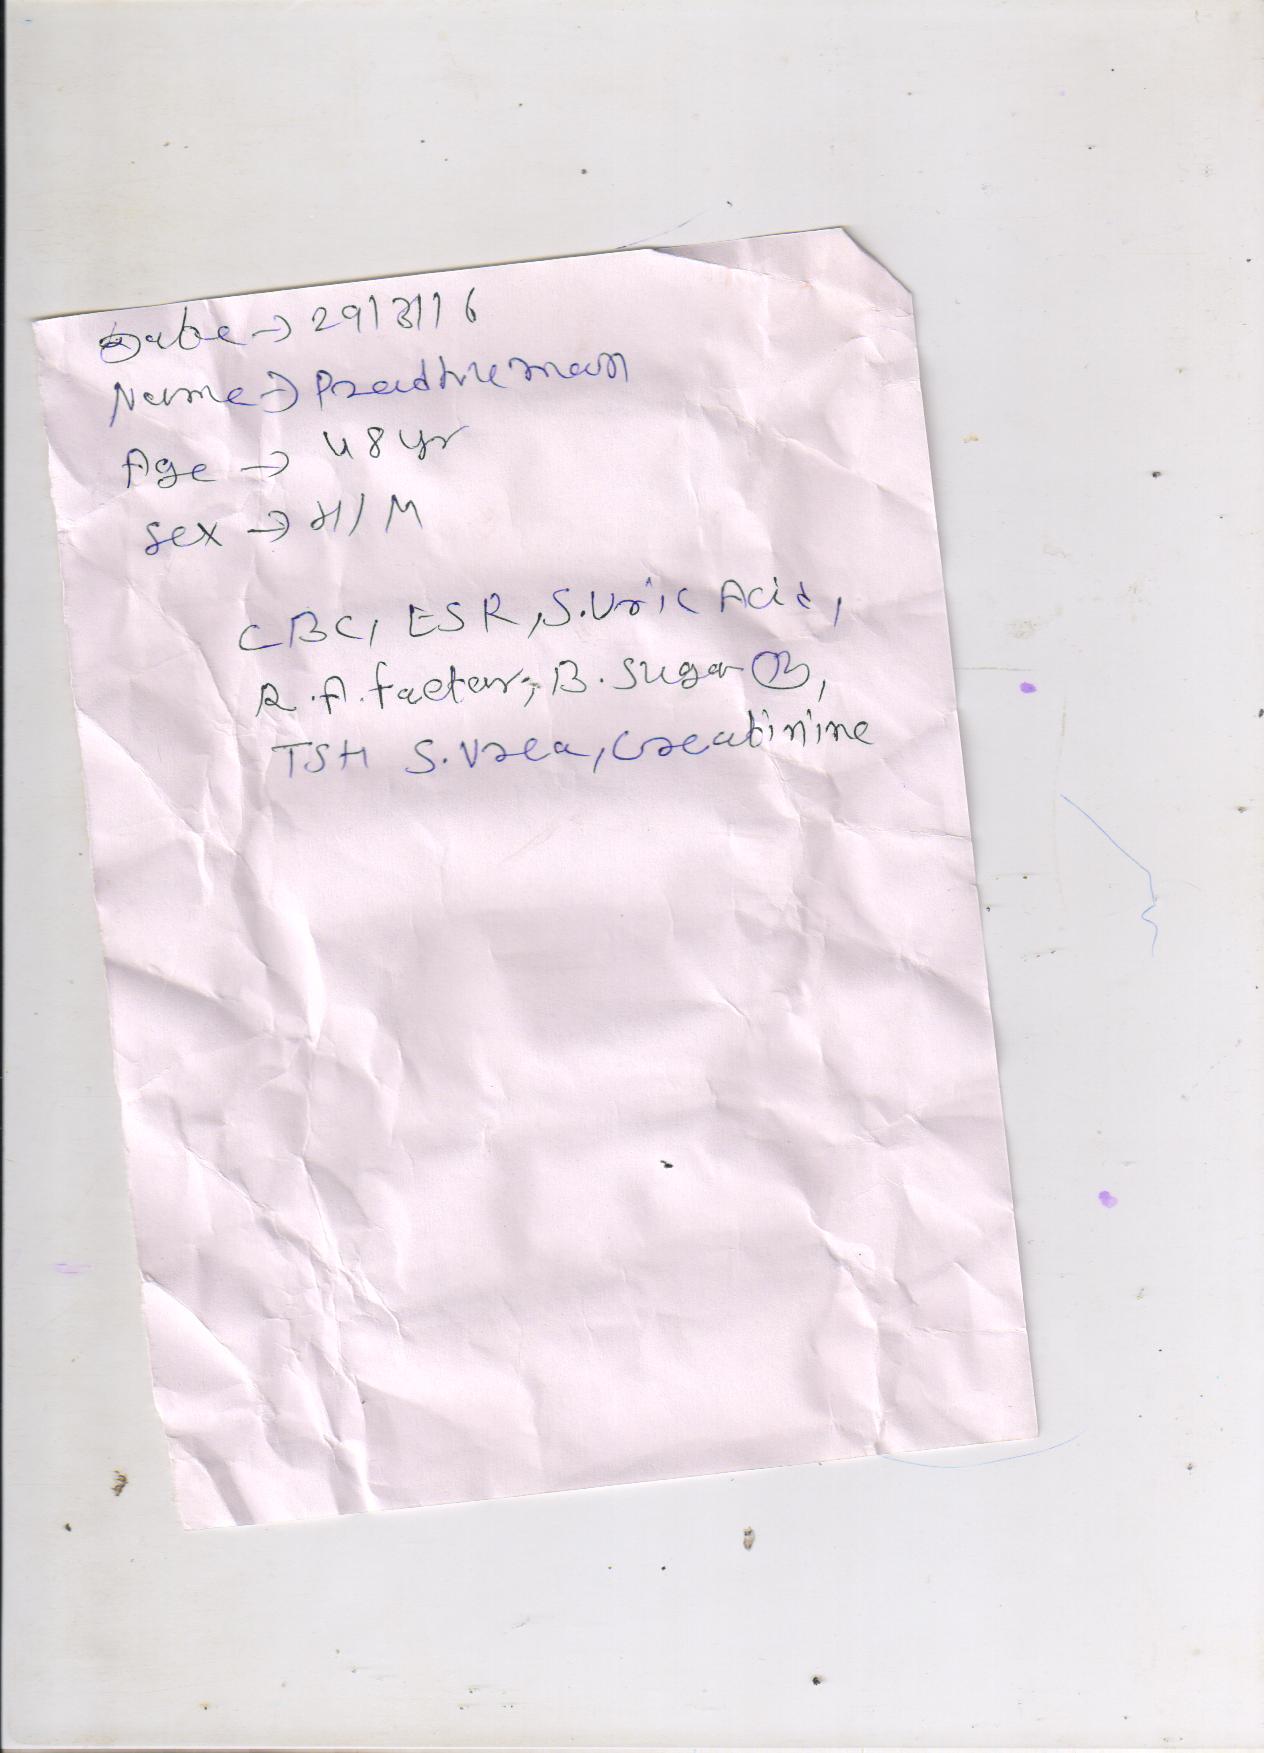 Date → 29/3/16
Name → Pradhuman
Age → 48 yr
Sex → H/M
CBC, ESR, S.Uric Acid,
R.A. factor, B. Sugar (R),
TSH S.Urea, Creatinine